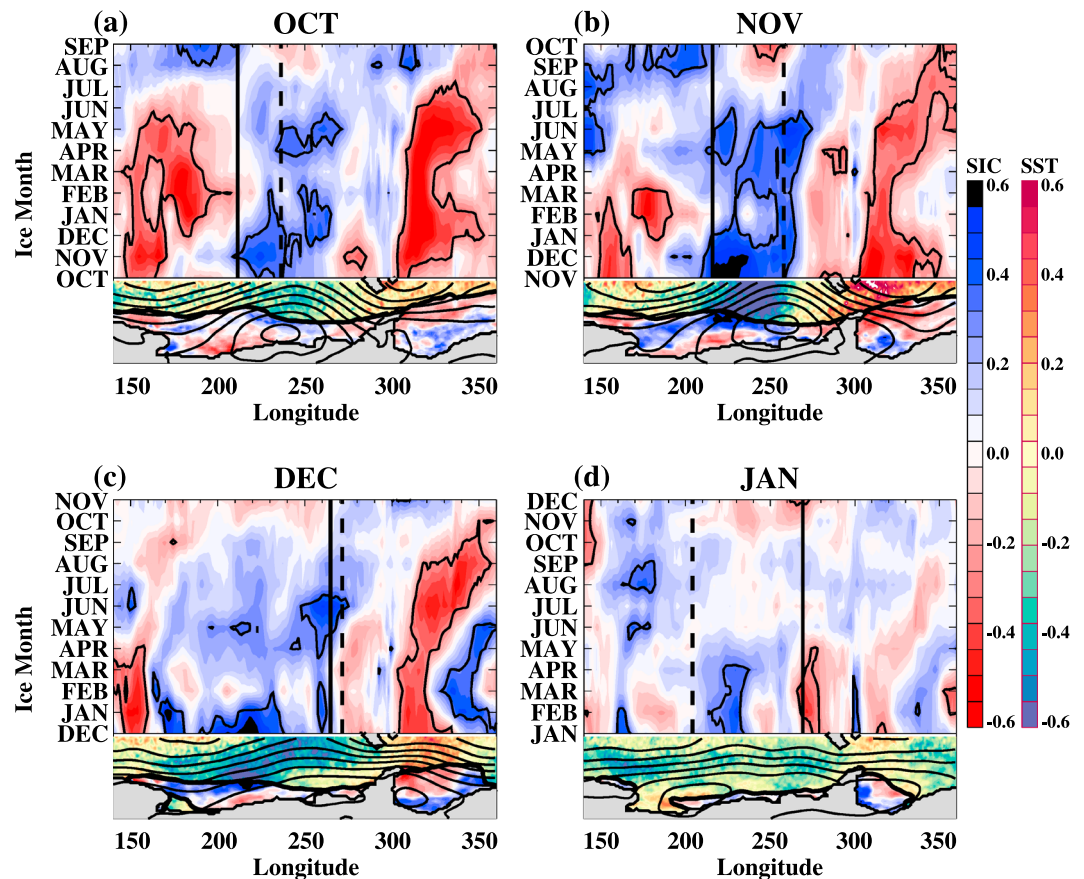 (a) OCT
SEP
AUG
JUL
JUN
MAY
APR
MAR
FEB
JAN
DEC
NOV
OCT
Ice Month
150 200 250 300 350
Longitude
(b) NOV
OCT
SEP
AUG
JUL
JUN
MAY
APR
MAR
FEB
JAN
DEC
NOV
150 200 250 300 350
Longitude
SIC SST
0.6 0.6
0.4 0.4
0.2 0.2
0.0 0.0
-0.2 -0.2
-0.4 -0.4
-0.6 -0.6
(c) DEC
NOV
OCT
SEP
AUG
JUL
JUN
MAY
APR
MAR
FEB
JAN
DEC
Ice Month
150 200 250 300 350
Longitude
(d) JAN
DEC
NOV
OCT
SEP
AUG
JUL
JUN
MAY
APR
MAR
FEB
JAN
150 200 250 300 350
Longitude